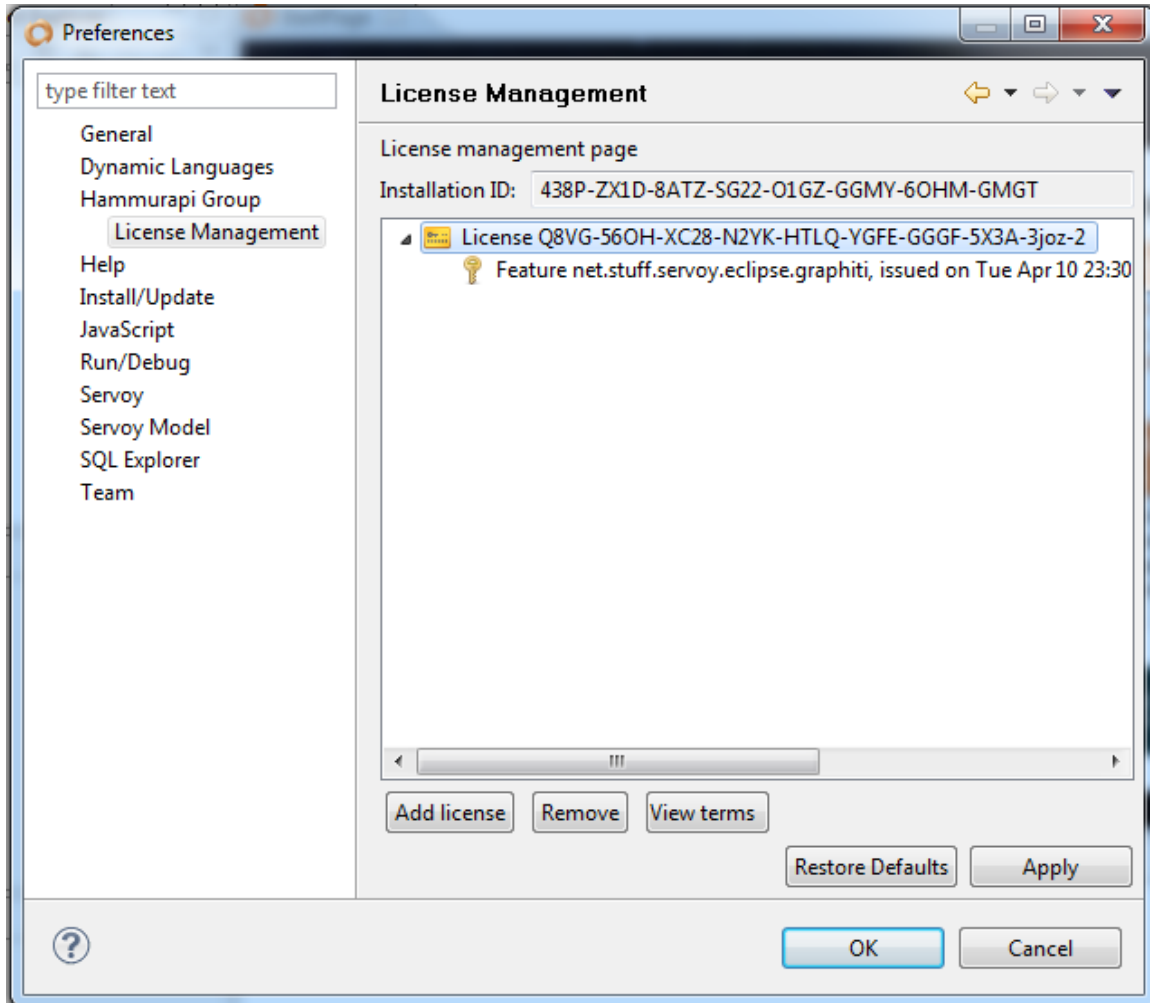 Preferences
type filter text
General
Dynamic Languages
Hammurapi Group
License Management
Help
Install/Update
JavaScript
Run/Debug
Servoy
Servoy Model
SQL Explorer
Team
License Management
License management page
Installation ID: 438P-ZX1D-8ATZ-SG22-O1GZ-GGMY-6OHM-GMGT
License Q8VG-56OH-XC28-N2YK-HTLQ-YGFE-GGGF-5X3A-3joz-2
Feature net.stuff.servoy.eclipse.graphiti, issued on Tue Apr 10 23:30
Add license Remove View terms
Restore Defaults Apply
OK Cancel